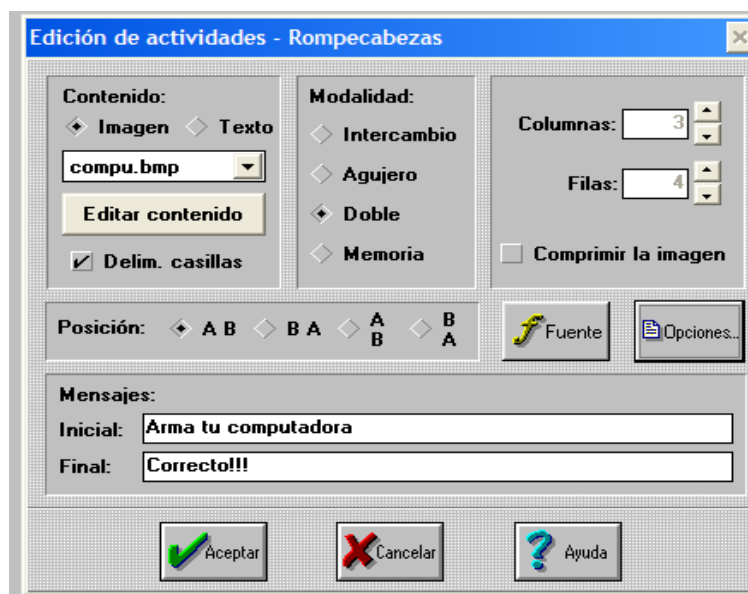 Edición de actividades - Rompecabezas
Contenido:
Imagen Texto
compu.bmp
Editar contenido
Delim. casillas
Modalidad:
Intercambio
Agujero
Doble
Memoria
Columnas: 3
Filas: 4
Comprimir la imagen
Posición: A B B A A B B A
Fuente
Opciones...
Mensajes:
Inicial: Arma tu computadora
Final: Correcto!!!
Aceptar
Cancelar
Ayuda